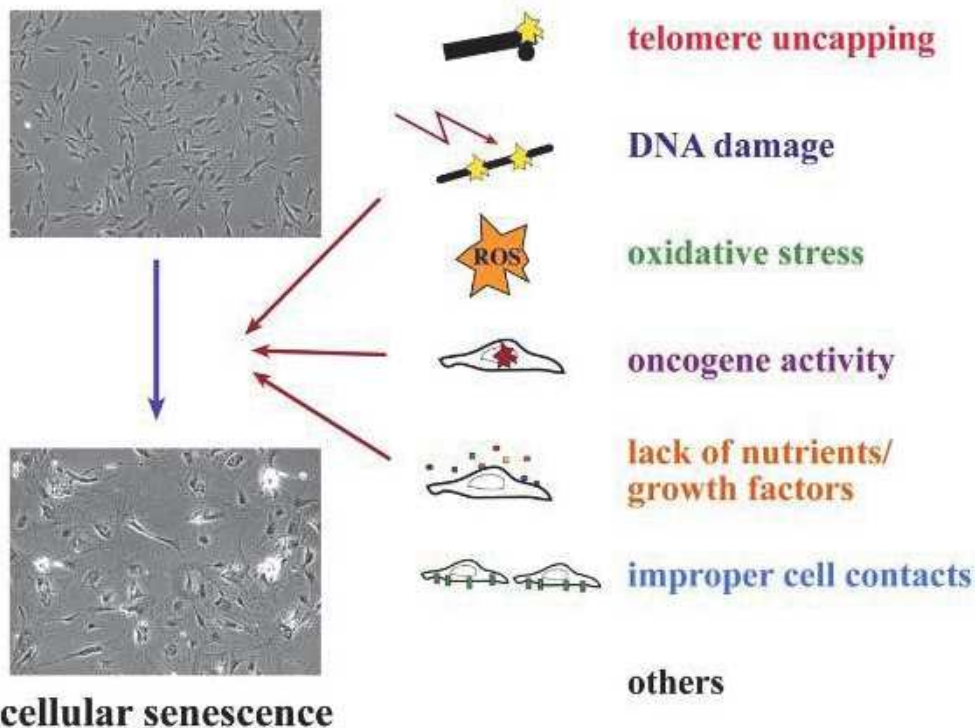 telomere uncapping
DNA damage
ROS
oxidative stress
oncogene activity
lack of nutrients/
growth factors
improper cell contacts
others
cellular senescence